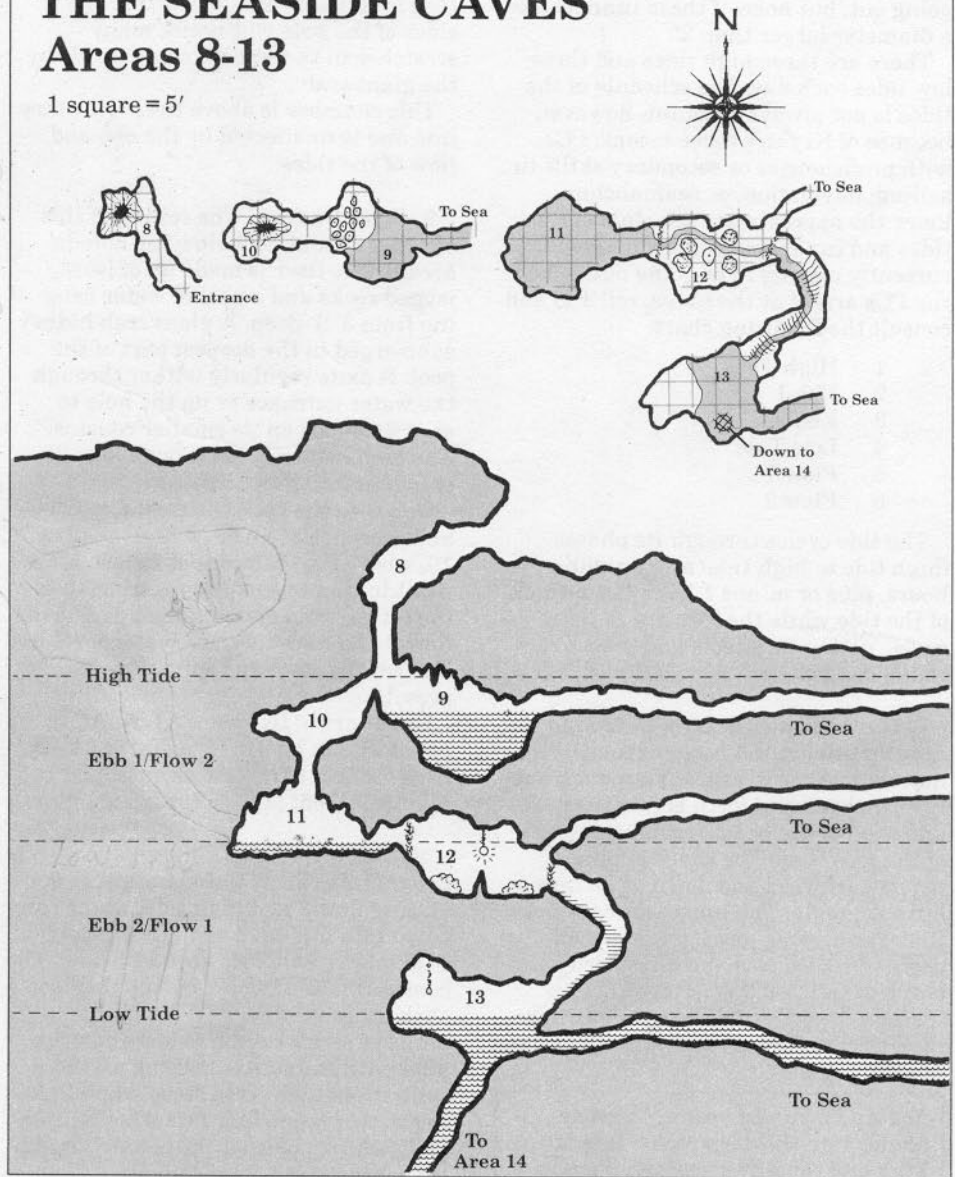 THE SEASIDE CAVES
Areas 8-13
1 square = 5'
N
8
Entrance
10
9
To Sea
11
12
To Sea
13
To Sea
Down to
Area 14
8
High Tide
9
10
To Sea
Ebb 1/Flow 2
11
To Sea
12
Ebb 2/Flow 1
13
Low Tide
To Sea
To
Area 14